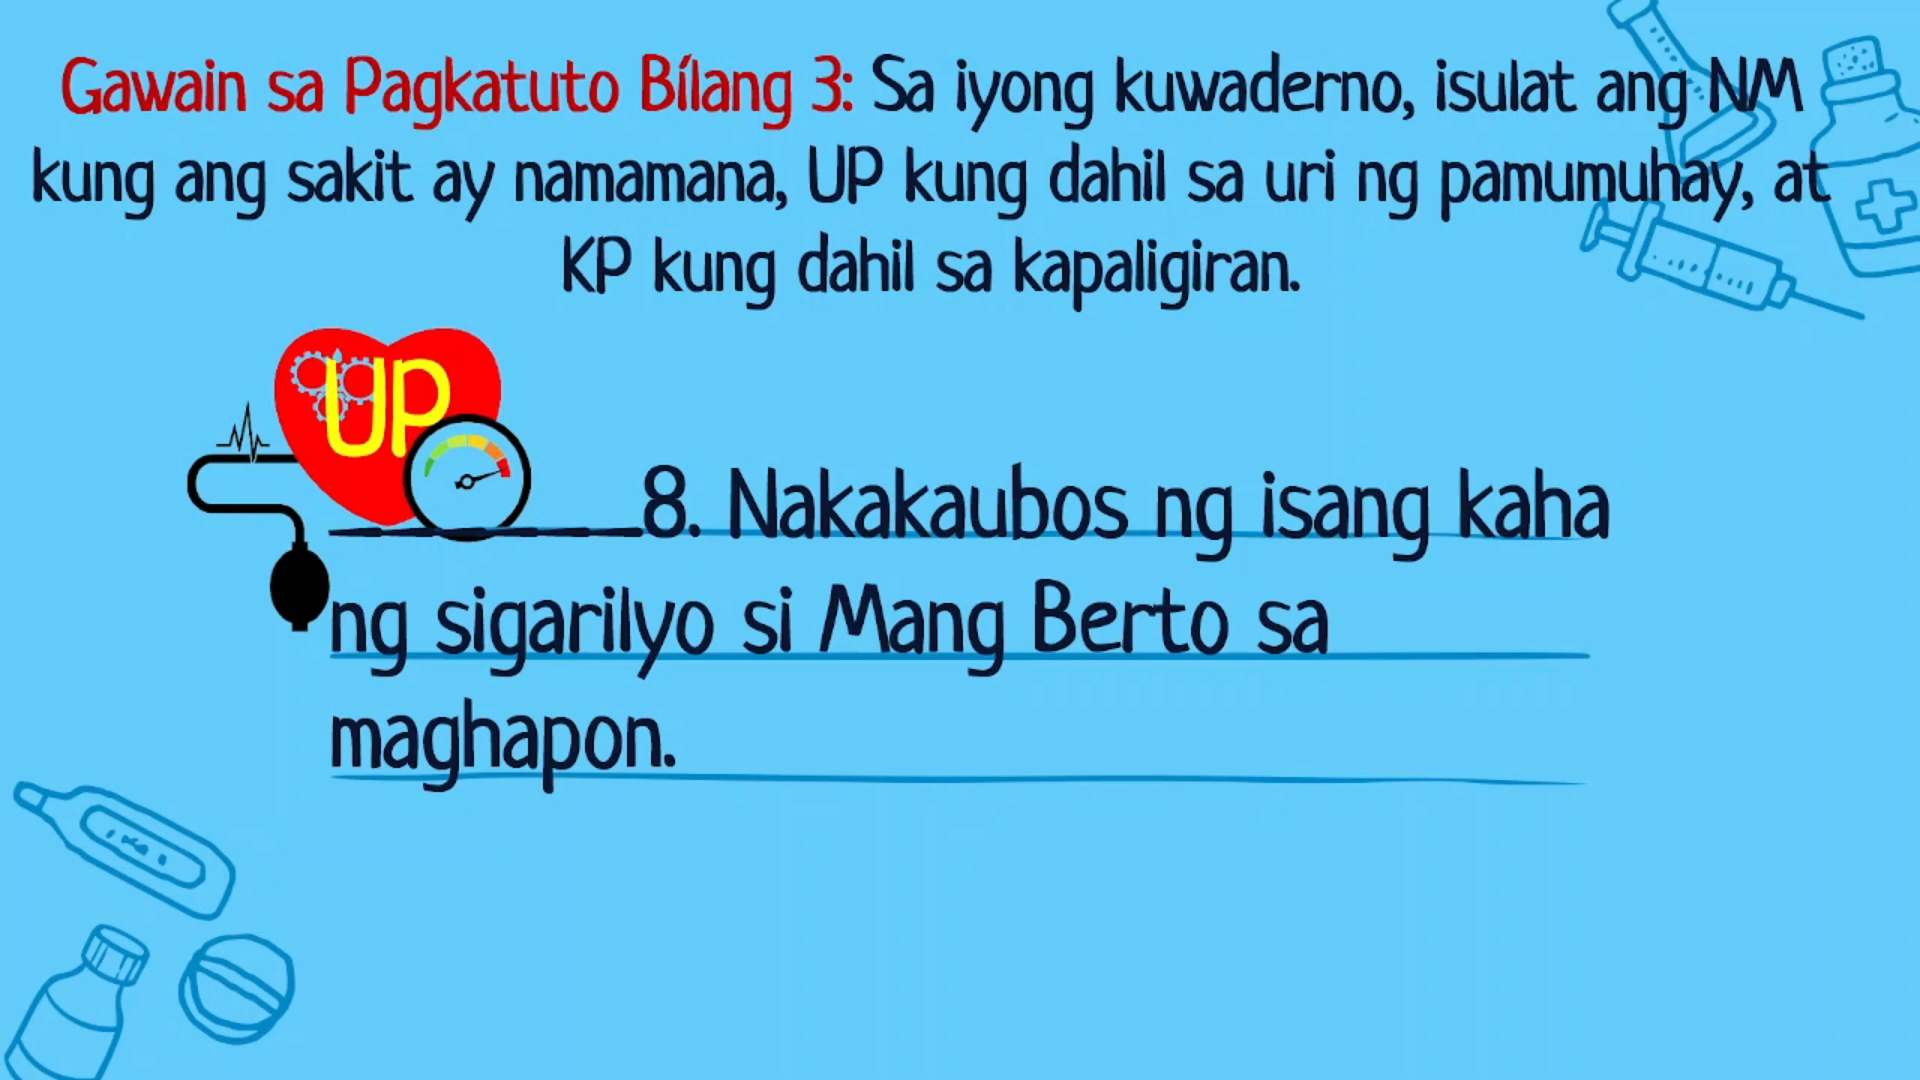 Gawain sa Pagkatuto Bílang 3: Sa iyong kuwaderno, isulat ang NM
kung ang sakit ay namamana, UP kung dahil sa uri ng pamumuhay, at
KP kung dahil sa kapaligiran.
UP
________8. Nakakaubos ng isang kaha
ng sigarilyo si Mang Berto sa
maghapon.